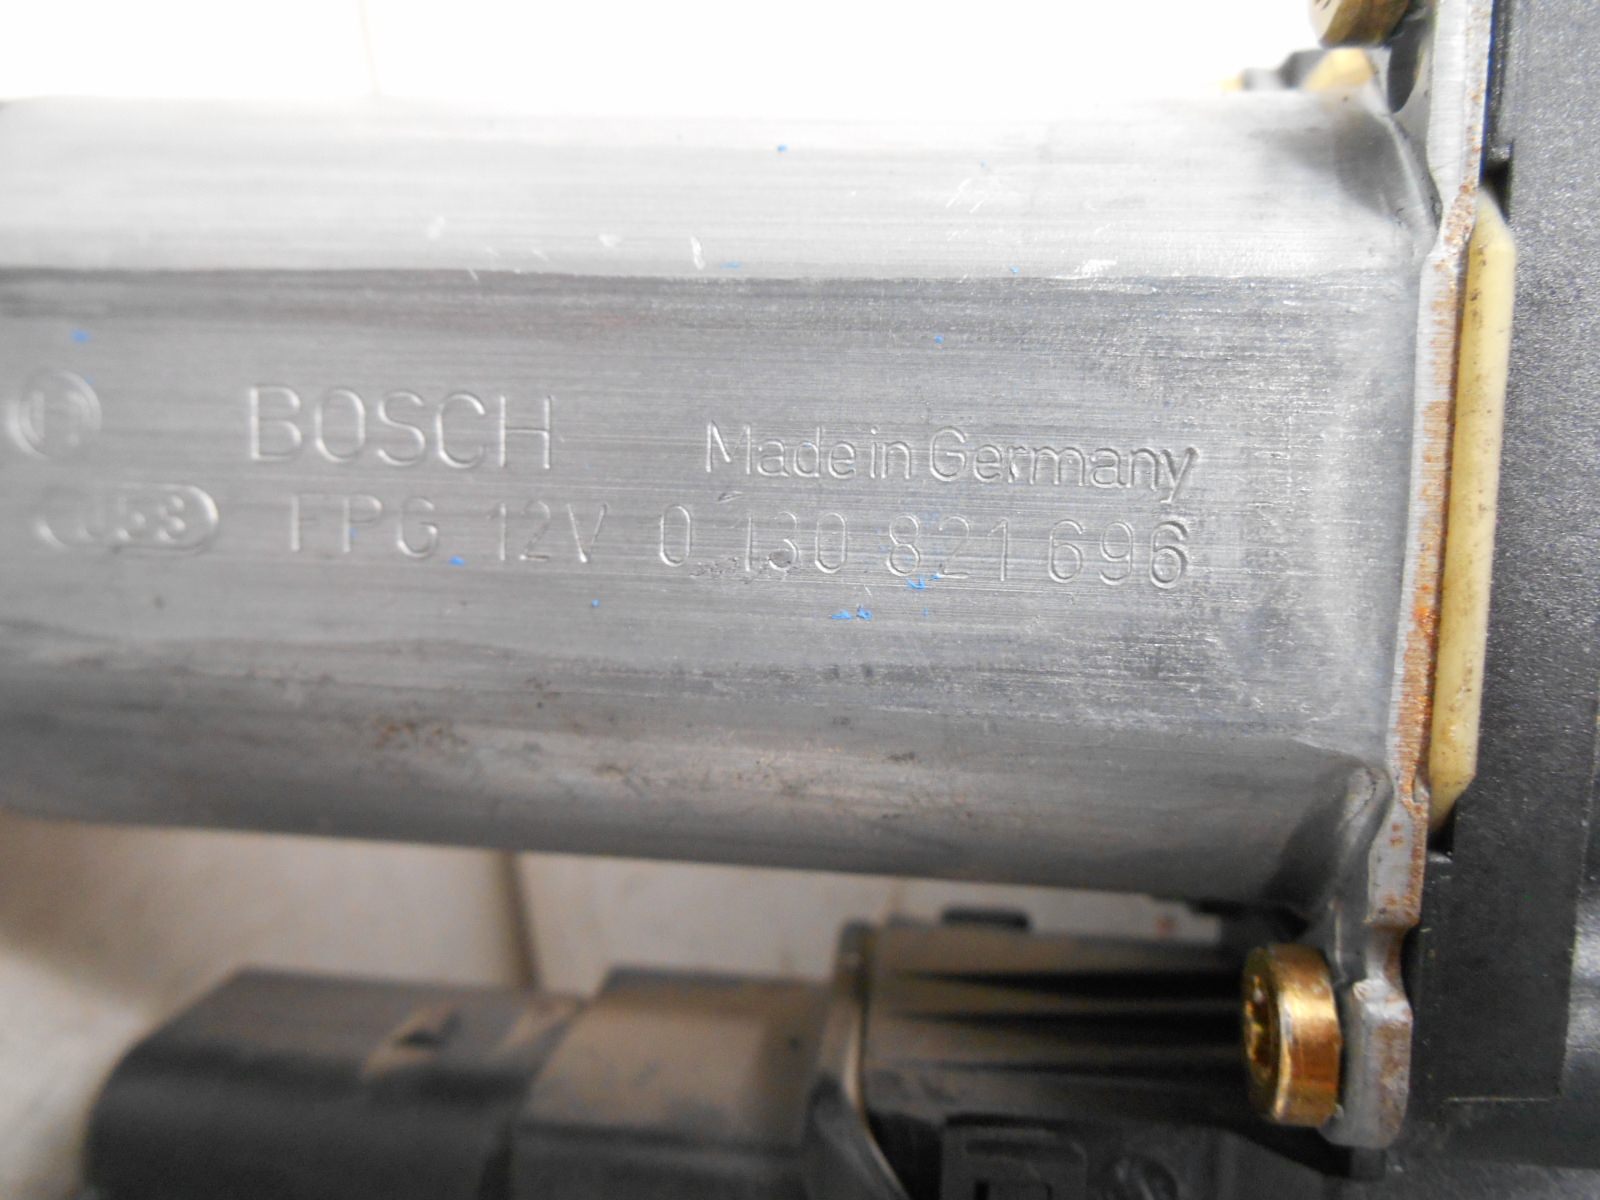 BOSCH Made in Germany
FPG 12V 0 130 821 696